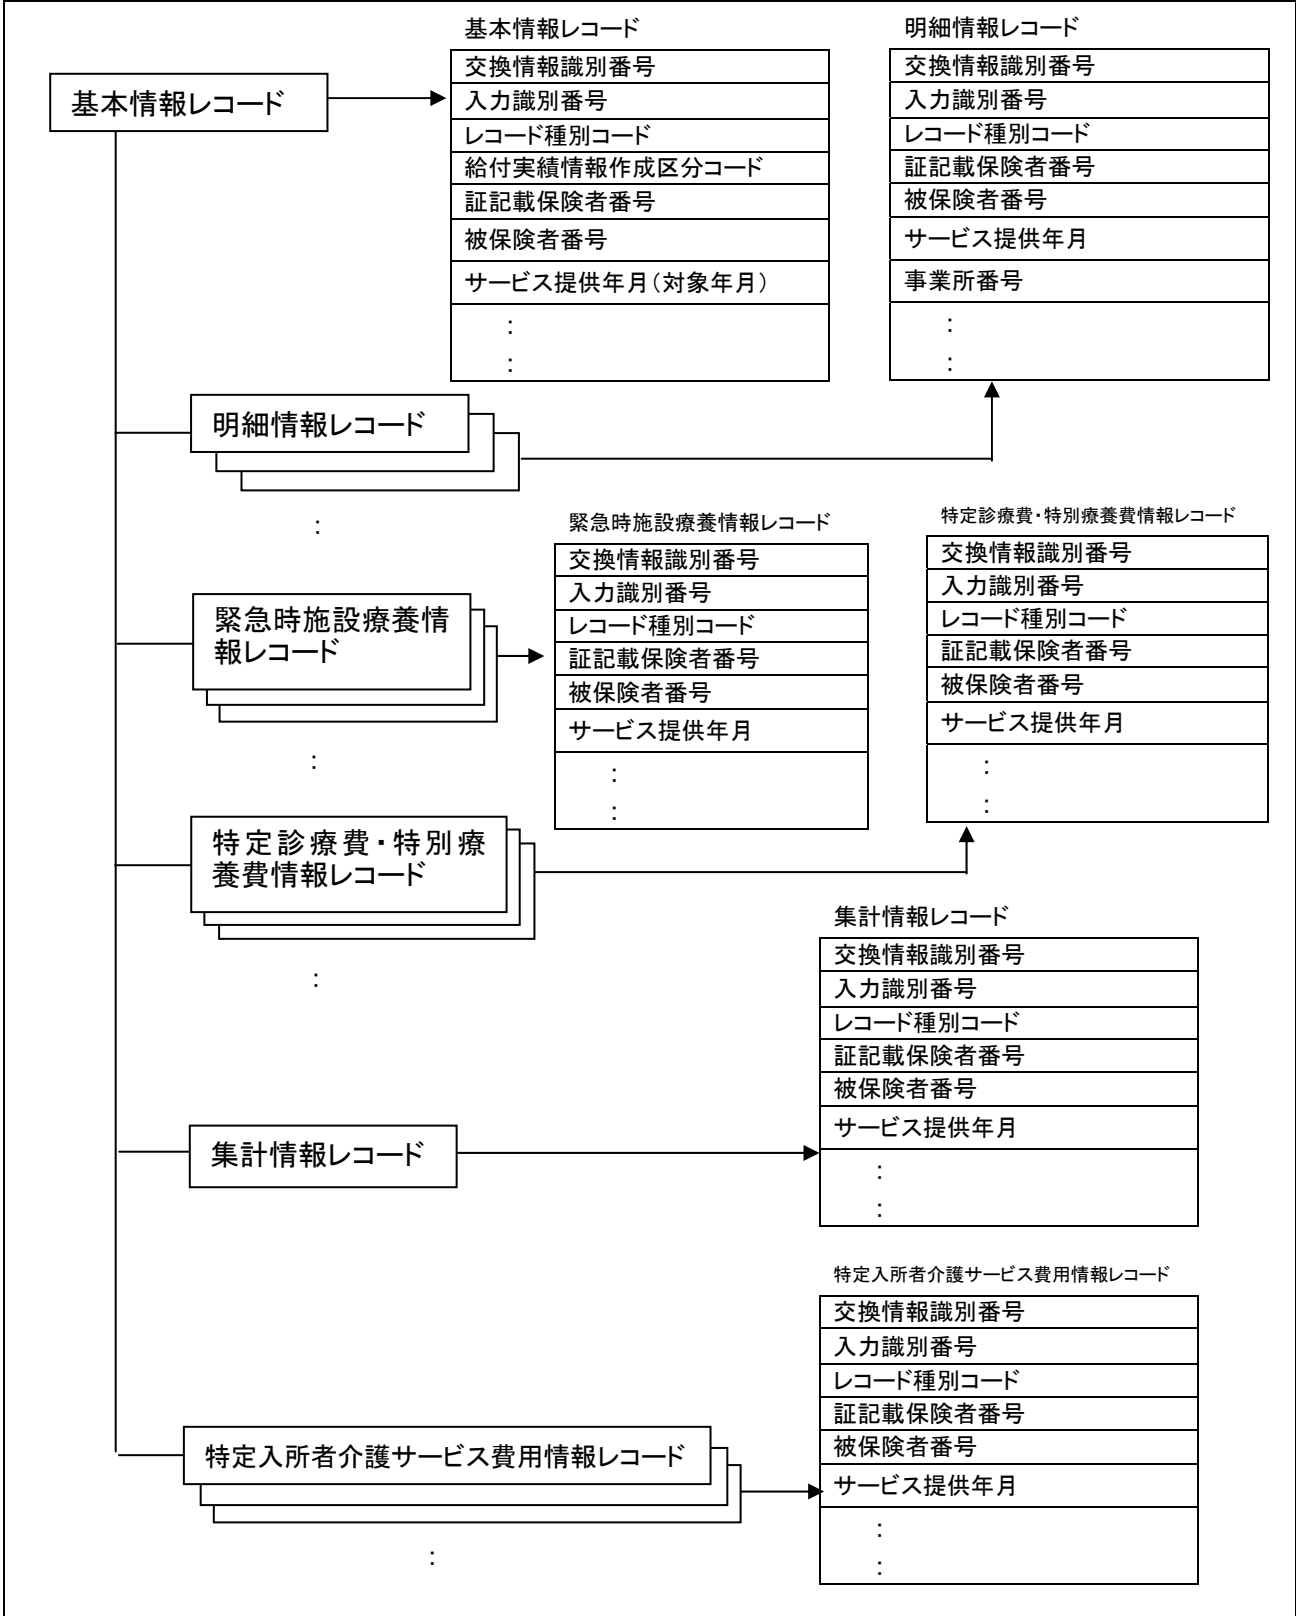 基本情報レコード
基本情報レコード
交換情報識別番号
入力識別番号
レコード種別コード
給付実績情報作成区分コード
証記載保険者番号
被保険者番号
サービス提供年月(対象年月)
:
:
明細情報レコード
交換情報識別番号
入力識別番号
レコード種別コード
証記載保険者番号
被保険者番号
サービス提供年月
事業所番号
:
:
明細情報レコード
:
緊急時施設療養情
報レコード
:
緊急時施設療養情報レコード
交換情報識別番号
入力識別番号
レコード種別コード
証記載保険者番号
被保険者番号
サービス提供年月
:
:
特定診療費・特別療養費情報レコード
交換情報識別番号
入力識別番号
レコード種別コード
証記載保険者番号
被保険者番号
サービス提供年月
:
:
特定診療費・特別療
養費情報レコード
:
集計情報レコード
集計情報レコード
交換情報識別番号
入力識別番号
レコード種別コード
証記載保険者番号
被保険者番号
サービス提供年月
:
:
特定入所者介護サービス費用情報レコード
:
特定入所者介護サービス費用情報レコード
交換情報識別番号
入力識別番号
レコード種別コード
証記載保険者番号
被保険者番号
サービス提供年月
:
: